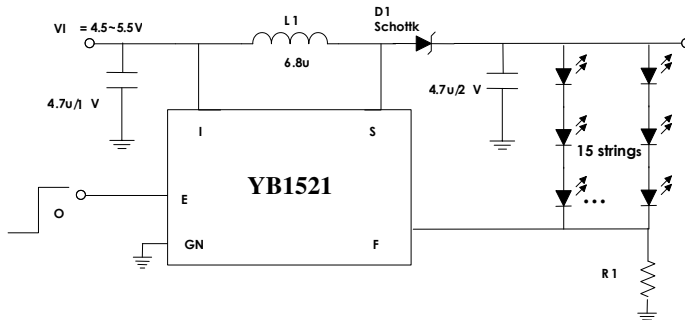 VI = 4.5~5.5V
L1
6.8u
D1
Schottk
4.7u/1 V
4.7u/2 V
I
S
15 strings
YB1521
E
...
O
GN
F
R1